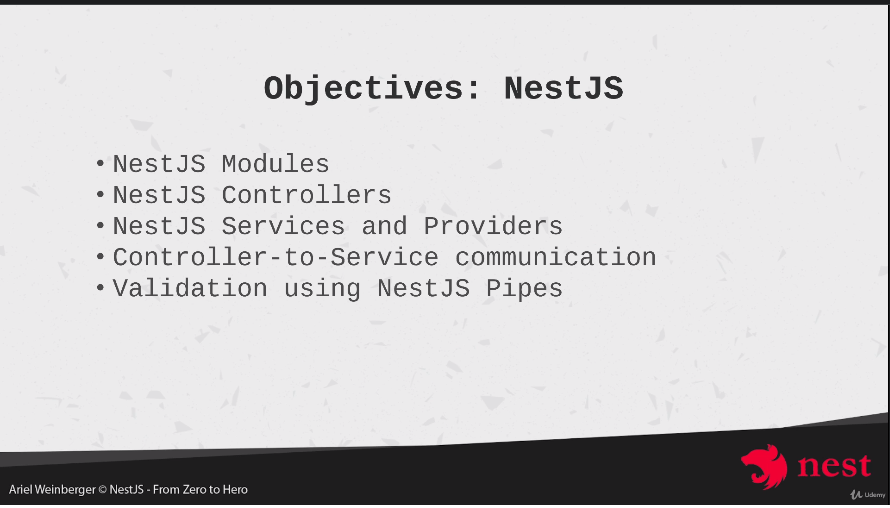 Objectives: NestJS
• NestJS Modules
• NestJS Controllers
• NestJS Services and Providers
• Controller-to-Service communication
• Validation using NestJS Pipes
nest
Ariel Weinberger © NestJS - From Zero to Hero
Udemy